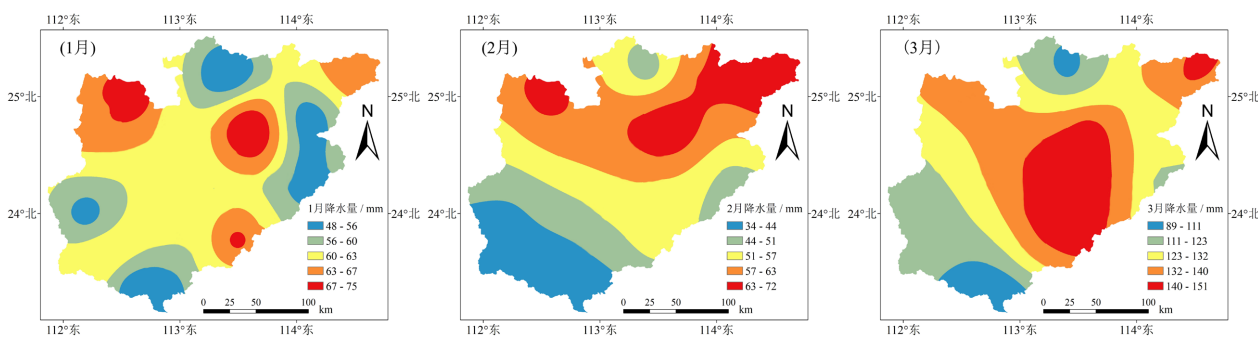 112°东 113°东 114°东
(1月)
25°北 25°北
N
24°北 24°北
1月降水量 / mm
48 - 56
56 - 60
60 - 63
63 - 67
67 - 75
0 25 50 100
km
112°东 113°东 114°东
112°东 113°东 114°东
(2月)
25°北 25°北
N
24°北 24°北
2月降水量 / mm
34 - 44
44 - 51
51 - 57
57 - 63
63 - 72
0 25 50 100
km
112°东 113°东 114°东
112°东 113°东 114°东
(3月)
25°北 25°北
N
24°北 24°北
3月降水量 / mm
89 - 111
111 - 123
123 - 132
132 - 140
140 - 151
0 25 50 100
km
112°东 113°东 114°东